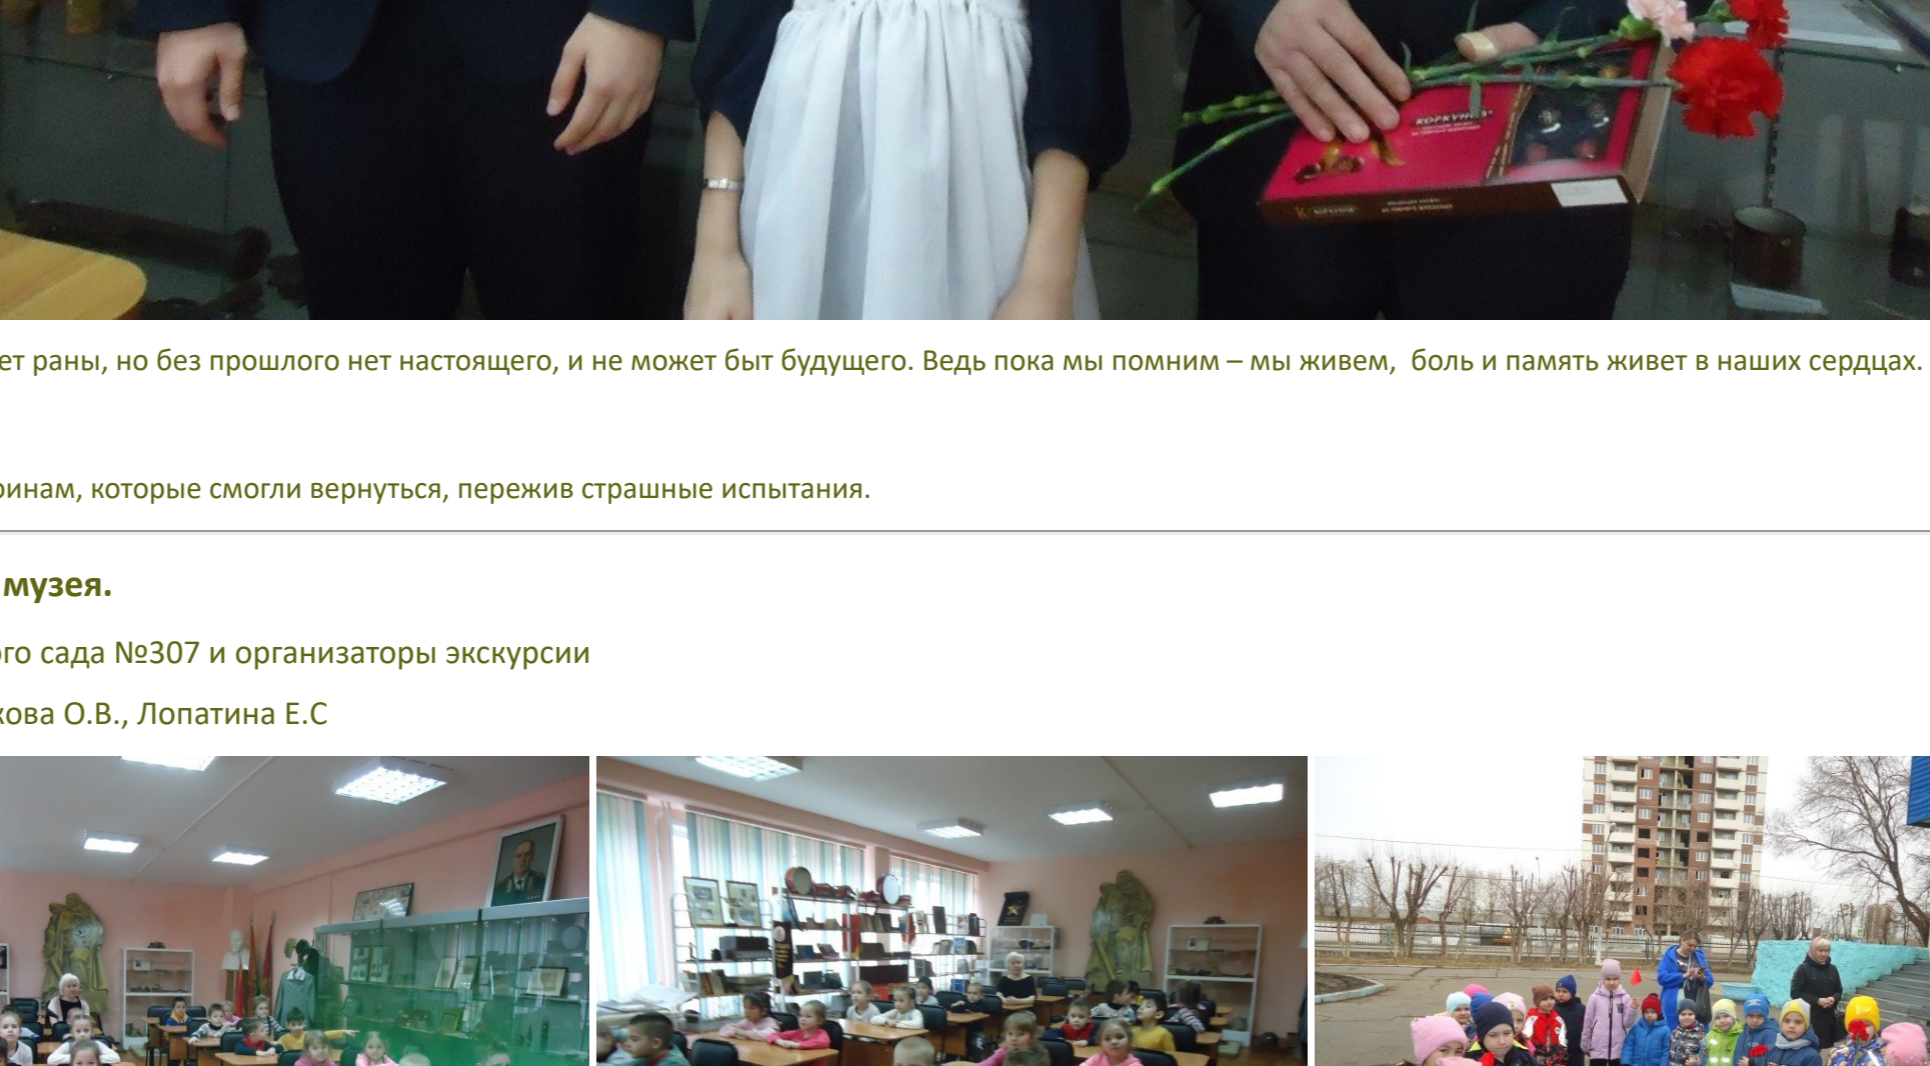 КОРКУНОВ®
ет раны, но без прошлого нет настоящего, и не может быт будущего. Ведь пока мы помним – мы живем, боль и память живет в наших сердцах.
ринам, которые смогли вернуться, пережив страшные испытания.
музея.
ого сада №307 и организаторы экскурсии
кова О.В., Лопатина Е.С